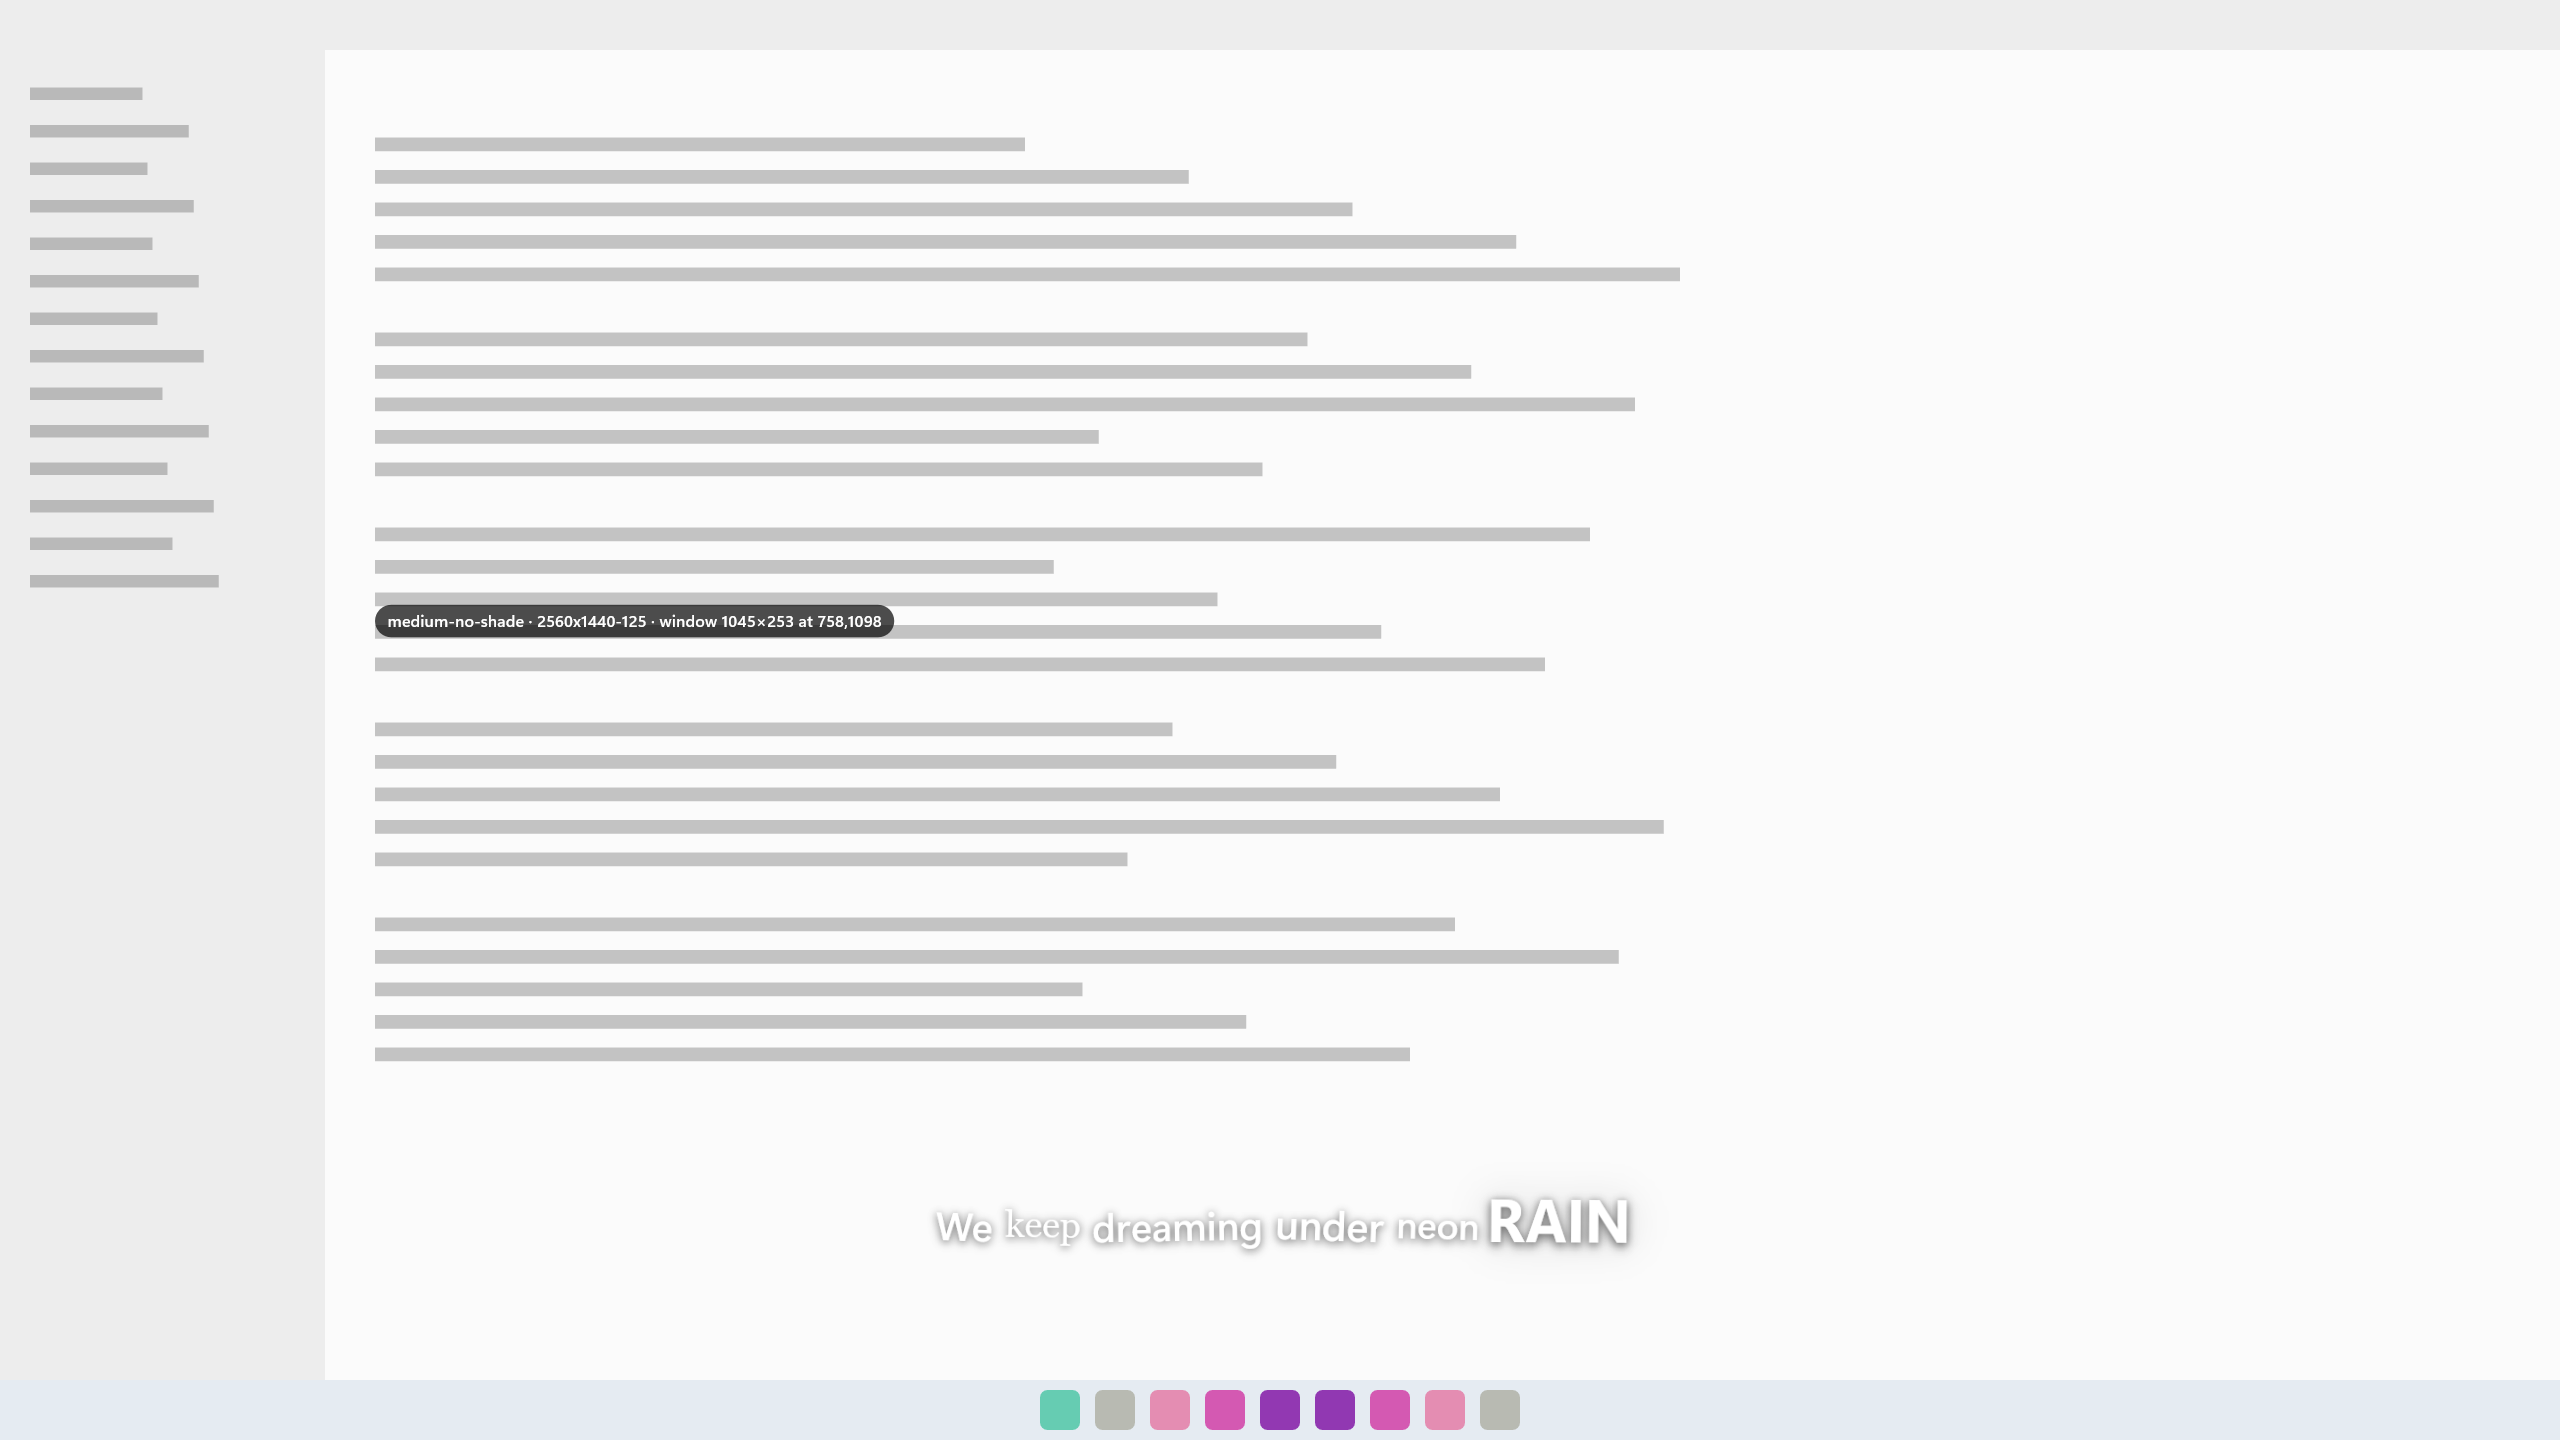 medium-no-shade · 2560x1440-125 · window 1045×253 at 758,1098
We keep dreaming under neon RAIN